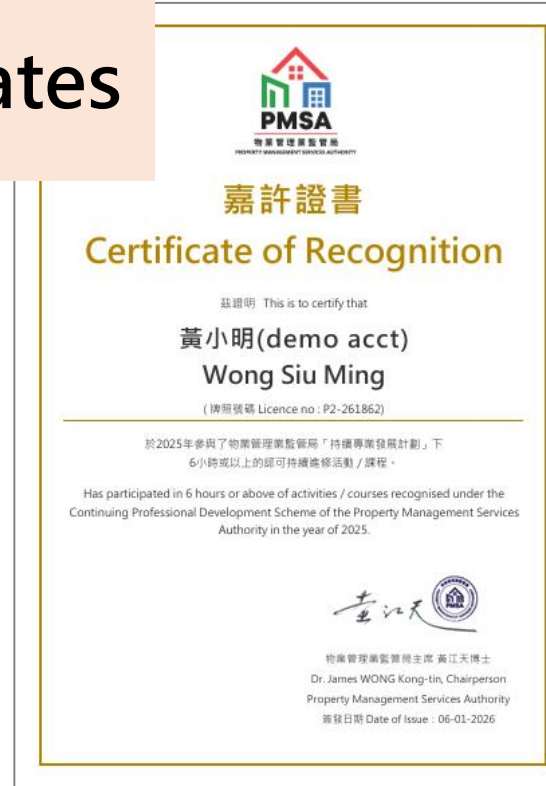 ates
PMSA
物業管理業監管局
PROPERTY MANAGEMENT SERVICES AUTHORITY
嘉許證書
Certificate of Recognition
茲證明 This is to certify that
黃小明(demo acct)
Wong Siu Ming
( 牌照號碼 Licence no : P2-261862)
於2025年參與了物業管理業監管局「持續專業發展計劃」下
6小時或以上的認可持續進修活動 / 課程。
Has participated in 6 hours or above of activities / courses recognised under the
Continuing Professional Development Scheme of the Property Management Services
Authority in the year of 2025.
黃江天
PMSA
物業管理業監管局主席 黃江天博士
Dr. James WONG Kong-tin, Chairperson
Property Management Services Authority
簽發日期 Date of Issue : 06-01-2026